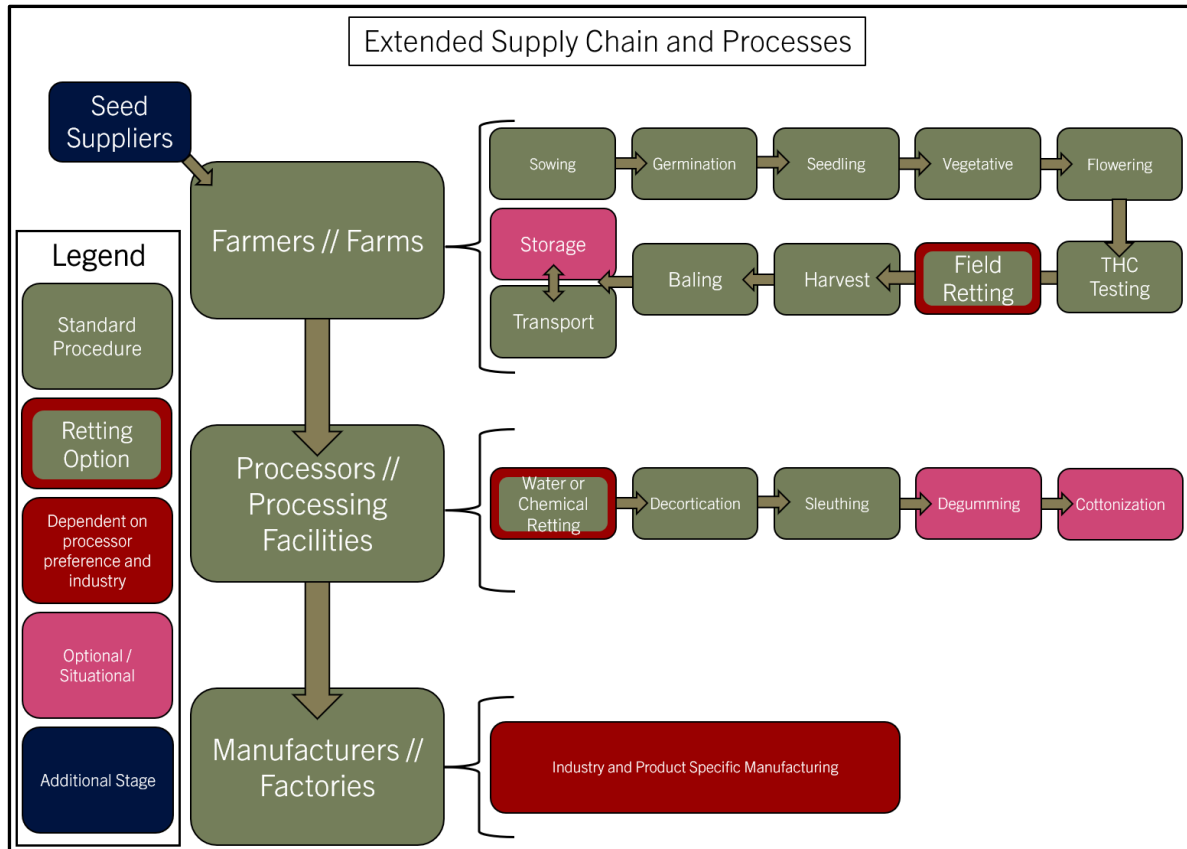 Extended Supply Chain and Processes
Seed
Suppliers
Farmers // Farms
Sowing
Germination
Seedling
Vegetative
Flowering
Storage
Transport
Baling
Harvest
Field
Retting
THC
Testing
Legend
Standard
Procedure
Retting
Option
Dependent on
processor
preference and
industry
Optional /
Situational
Additional Stage
Processors //
Processing
Facilities
Water or
Chemical
Retting
Decortication
Sleuthing
Degumming
Cottonization
Manufacturers //
Factories
Industry and Product Specific Manufacturing